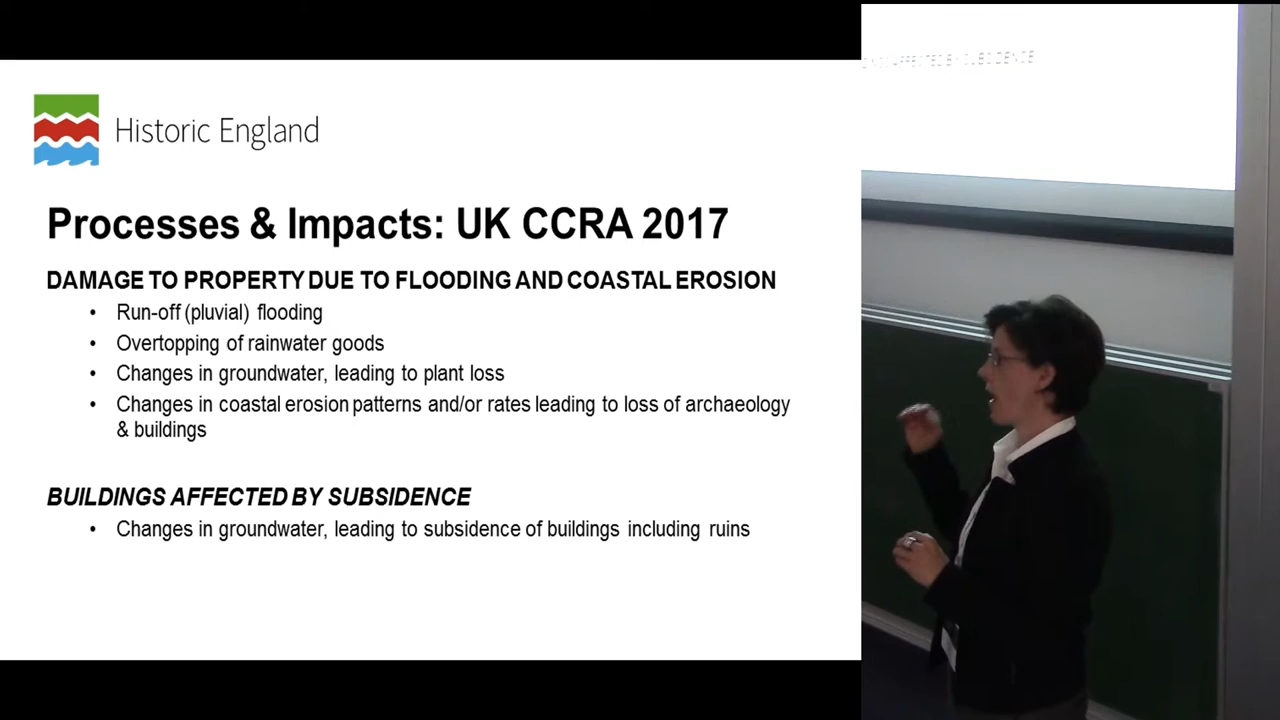 Historic England
Processes & Impacts: UK CCRA 2017
DAMAGE TO PROPERTY DUE TO FLOODING AND COASTAL EROSION
• Run-off (pluvial) flooding
• Overtopping of rainwater goods
• Changes in groundwater, leading to plant loss
• Changes in coastal erosion patterns and/or rates leading to loss of archaeology
& buildings
BUILDINGS AFFECTED BY SUBSIDENCE
• Changes in groundwater, leading to subsidence of buildings including ruins
AFFECTED BY SUBSIDENCE